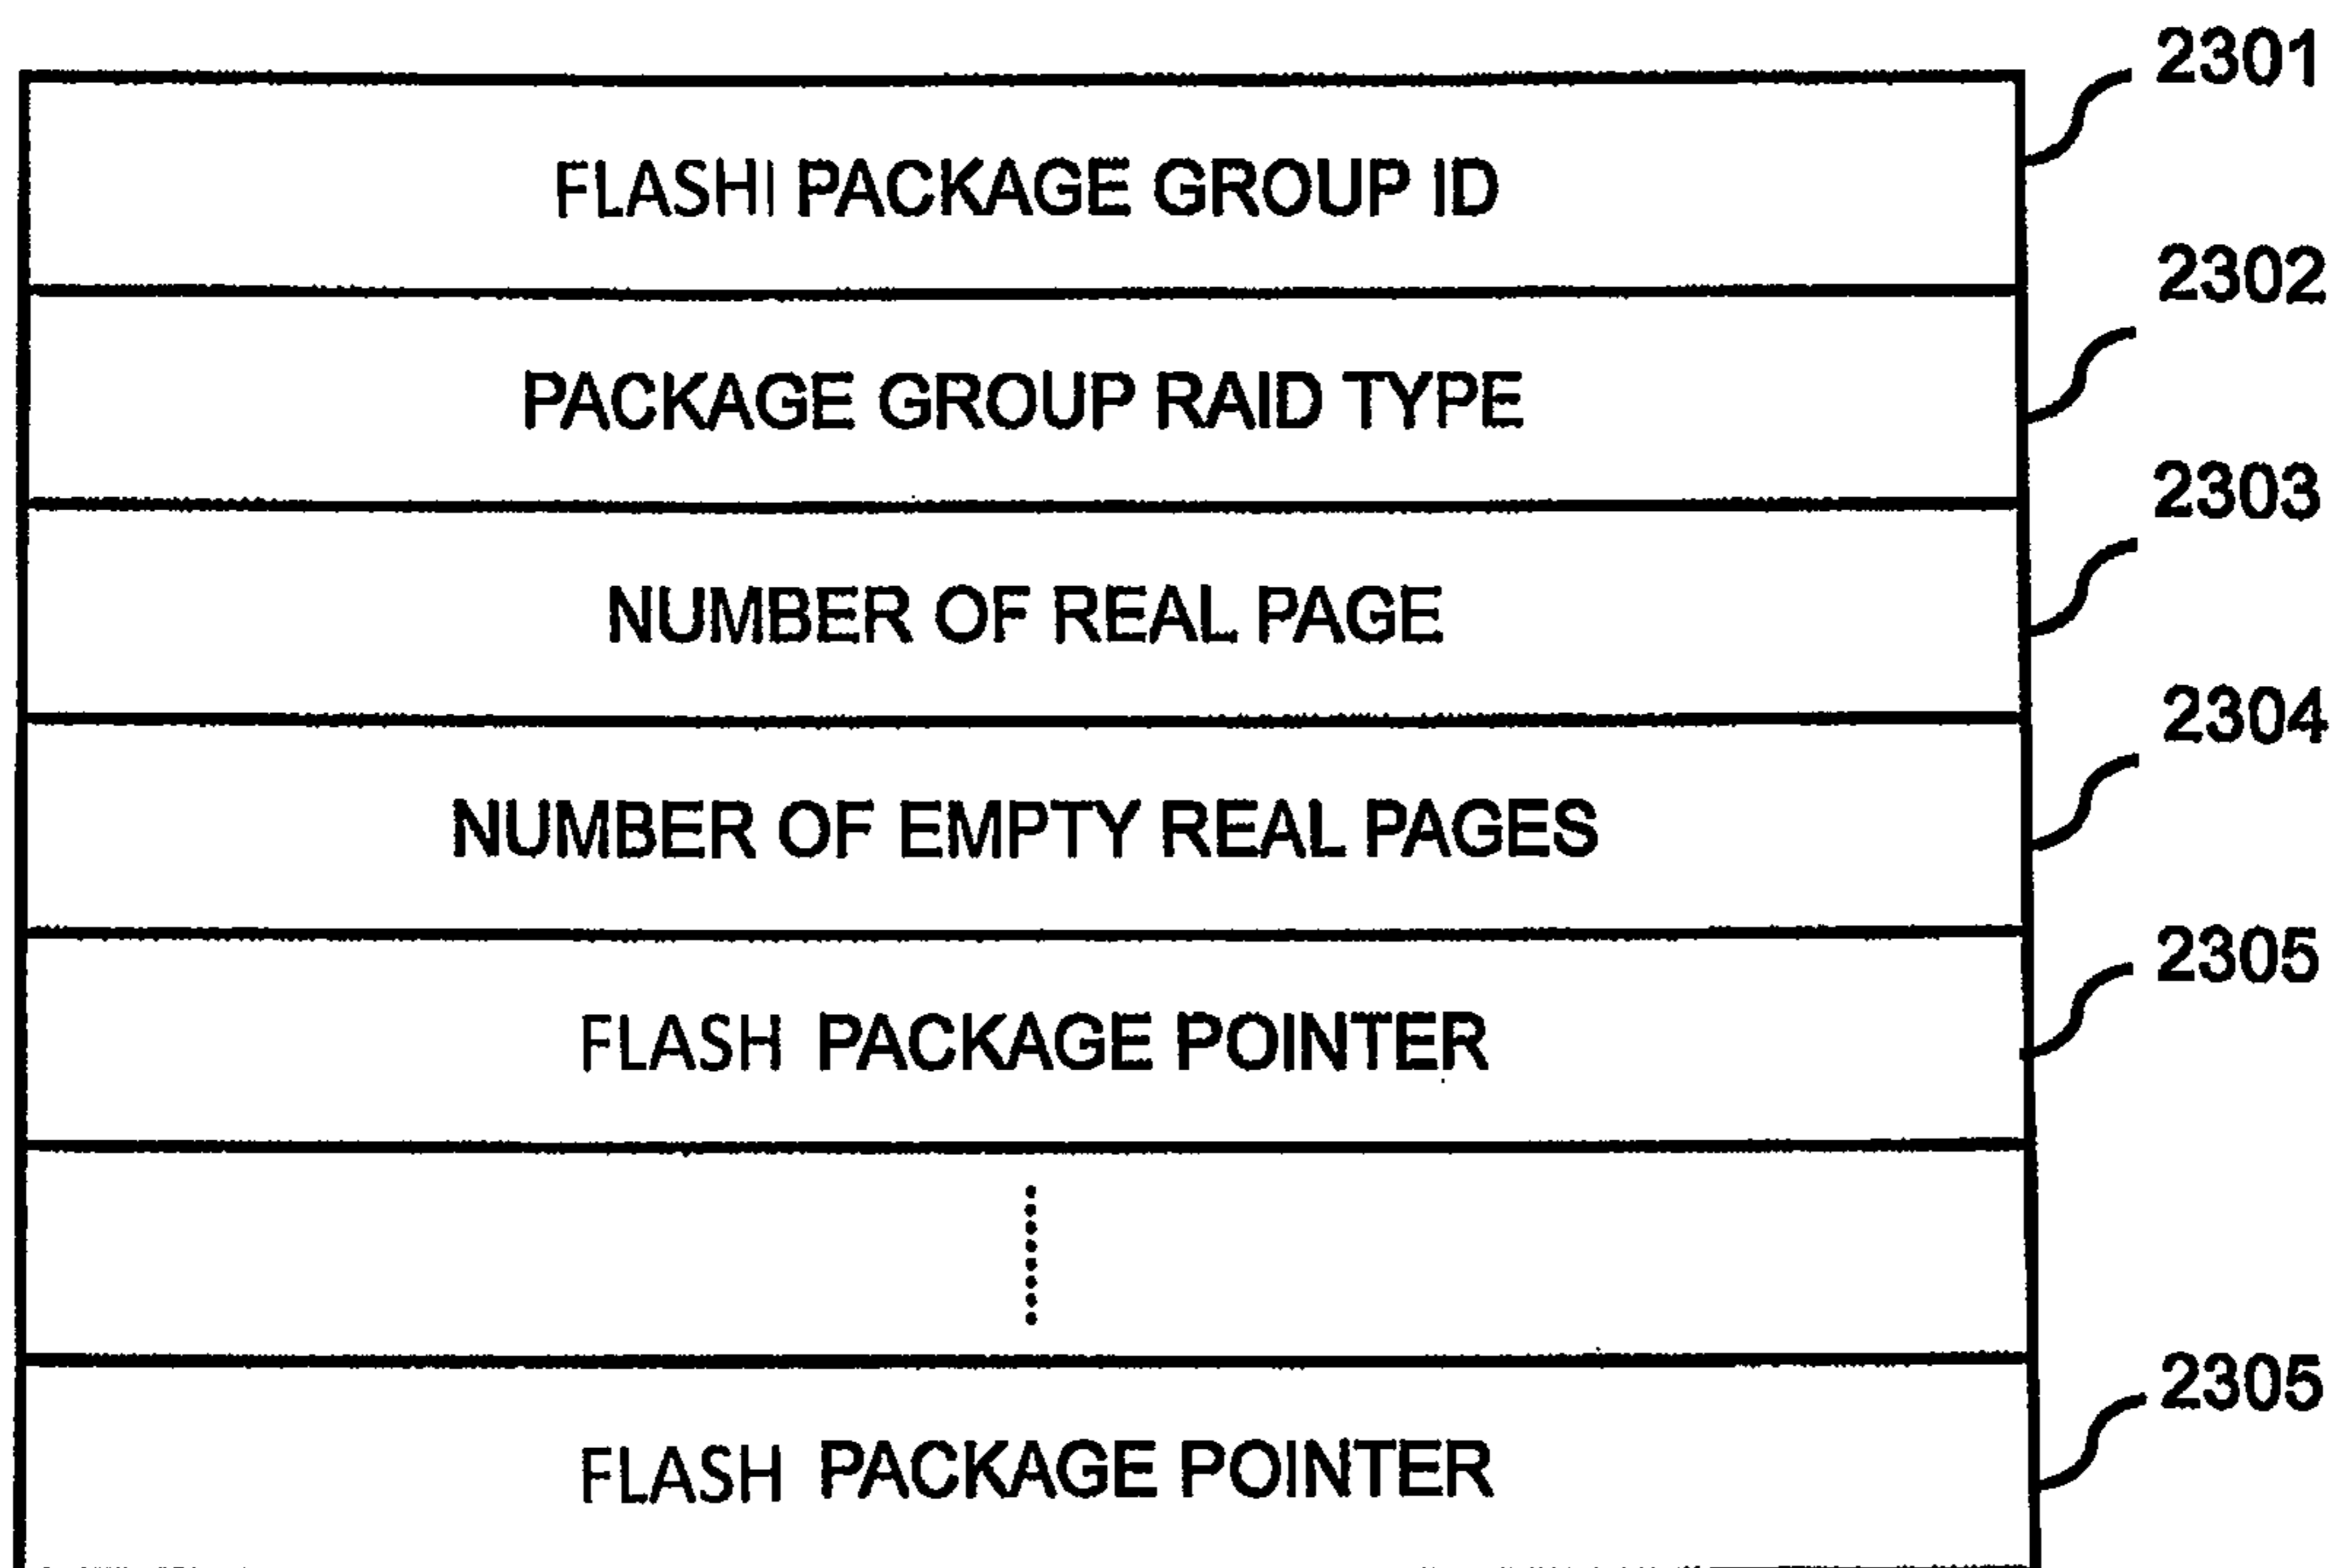 2301
FLASHI PACKAGE GROUP ID
2302
PACKAGE GROUP RAID TYPE
2303
NUMBER OF REAL PAGE
2304
NUMBER OF EMPTY REAL PAGES
2305
FLASH PACKAGE POINTER
2305
FLASH PACKAGE POINTER